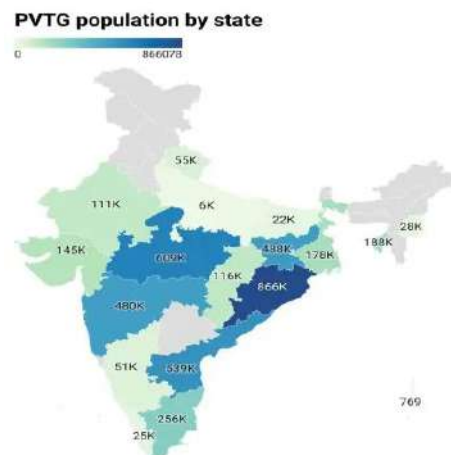 PVTG population by state
0 866078
55K
111K
6K
22K
28K
145K
609K
438K
178K
188K
116K
866K
480K
51K
539K
769
256K
25K